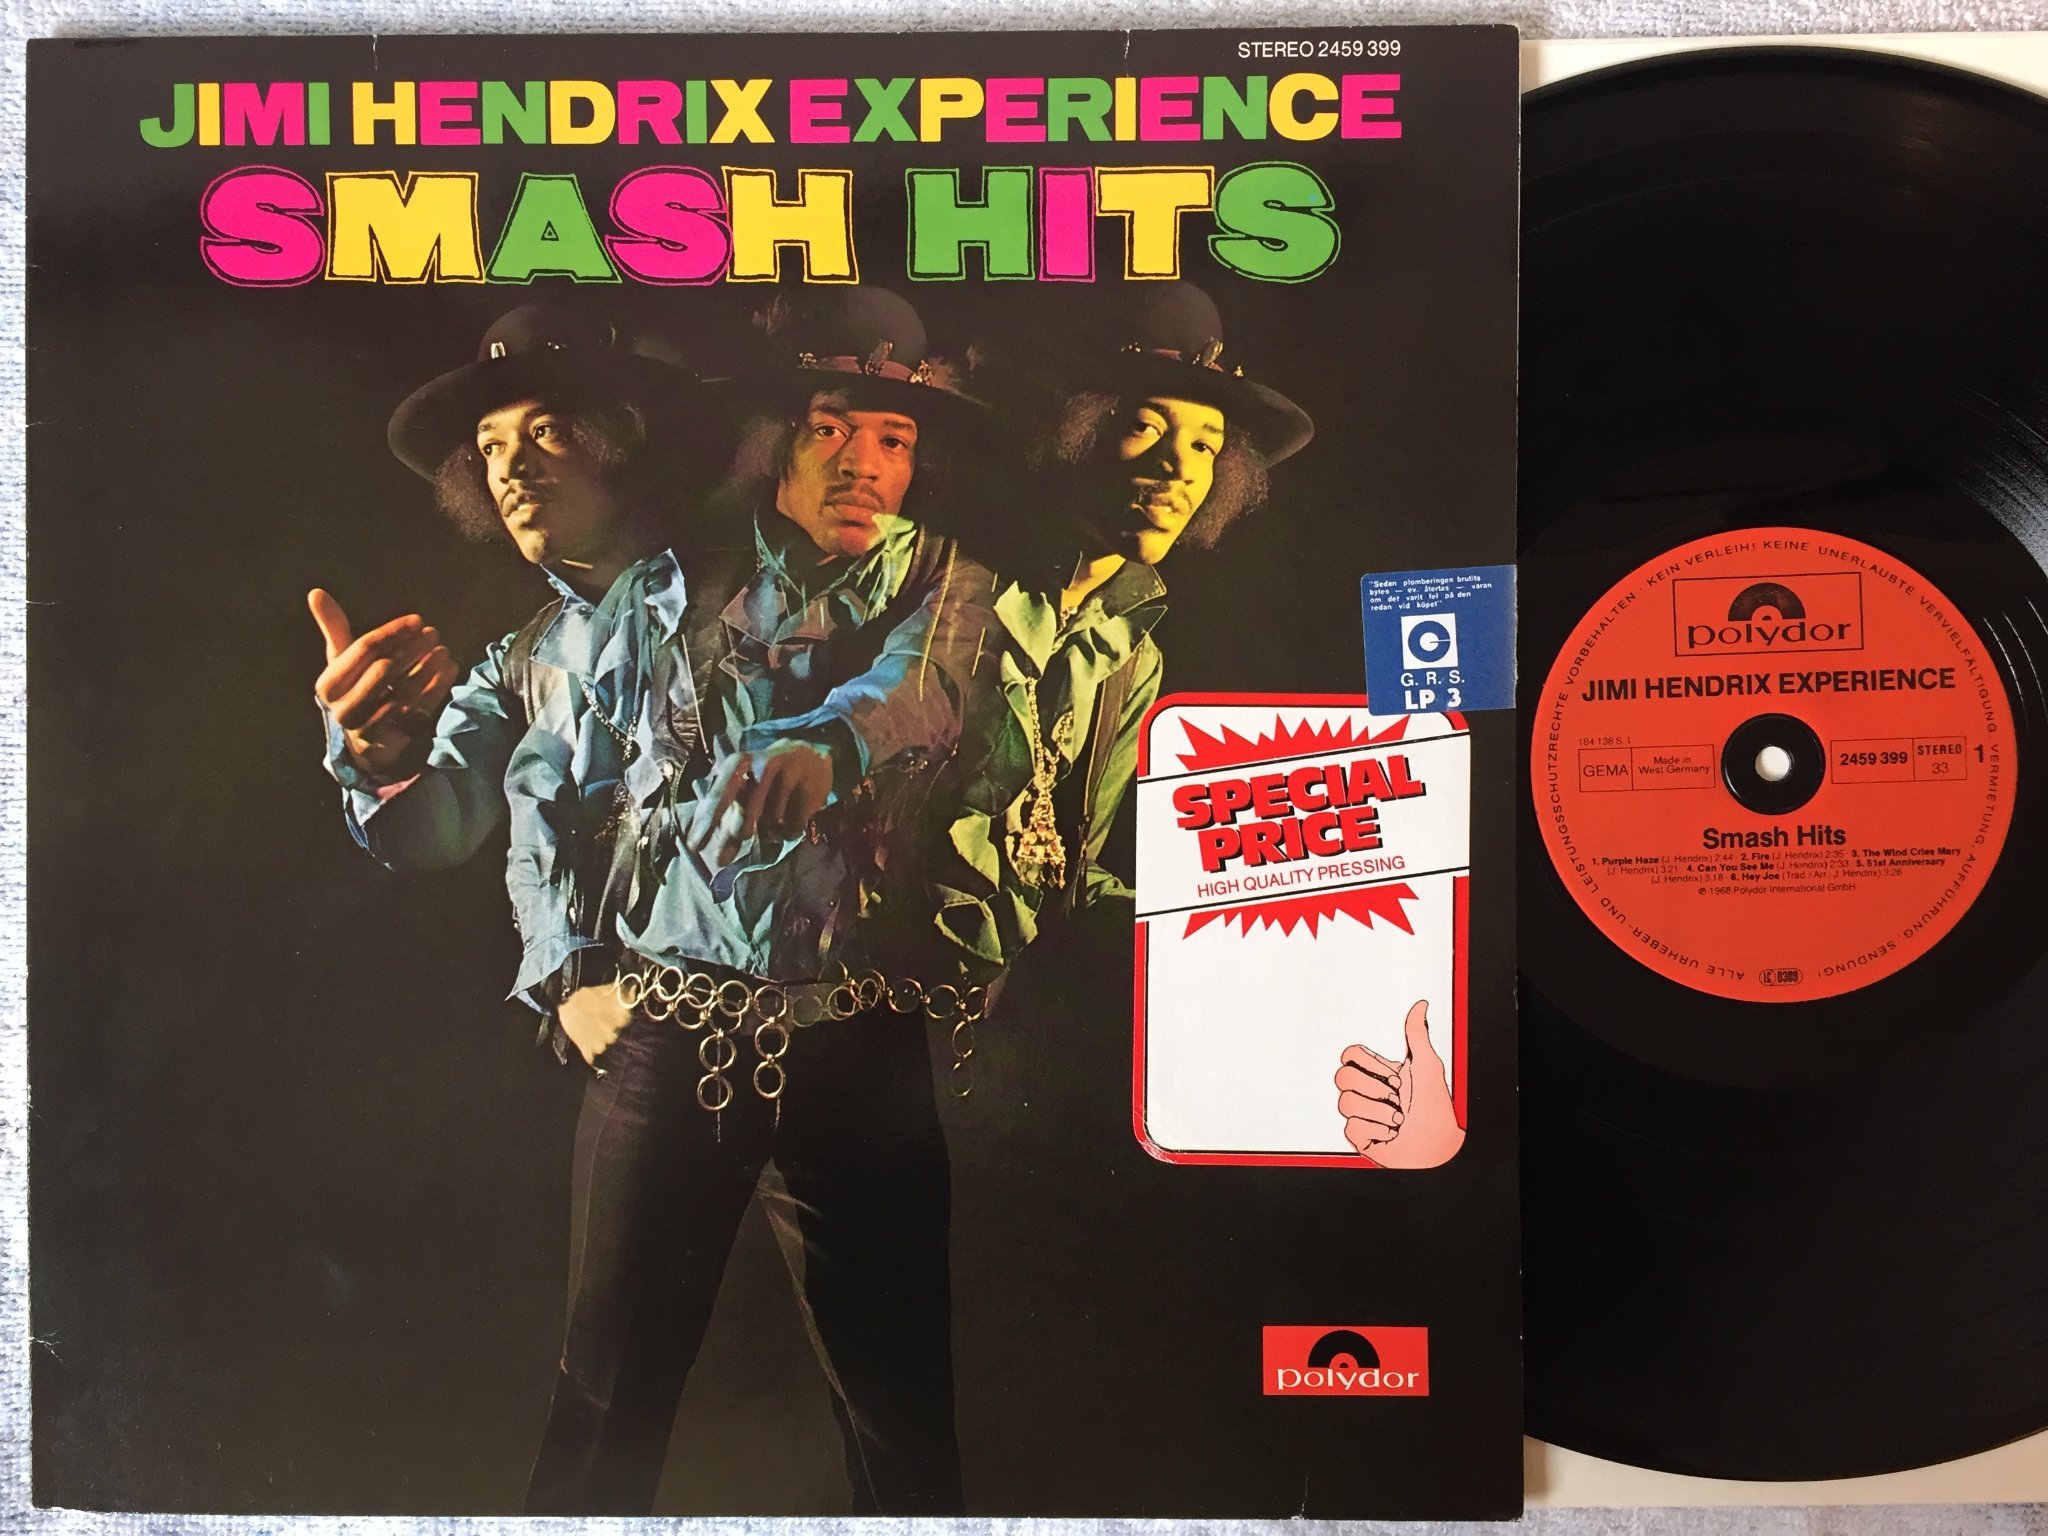 STEREO 2459 399
JIMI HENDRIX EXPERIENCE
SMASH HITS
"Sedan plomberingen brutits
bytes — ev. återtas — varan
om det varit fel på den
redan vid köpet"
G. R. S.
LP 3
SPECIAL
PRICE
HIGH QUALITY PRESSING
polydor
ALLE URHEBER- UND LEISTUNGSSCHUTZRECHTE VORBEHALTEN · KEIN VERLEIH! KEINE UNERLAUBTE VERVIELFÄLTIGUNG, VERMIETUNG, AUFFÜHRUNG, SENDUNG!
polydor
JIMI HENDRIX EXPERIENCE
184 138 S 1
GEMA
Made in
West Germany
2459 399
STEREO
33
1
Smash Hits
1. Purple Haze (J. Hendrix) 2:44 · 2. Fire (J. Hendrix) 2:35 · 3. The Wind Cries Mary
(J. Hendrix) 3:21 · 4. Can You See Me (J. Hendrix) 2:33 · 5. 51st Anniversary
(J. Hendrix) 3:18 · 6. Hey Joe (Trad./Arr. J. Hendrix) 3:26
℗ 1968 Polydor International GmbH
LC 0309